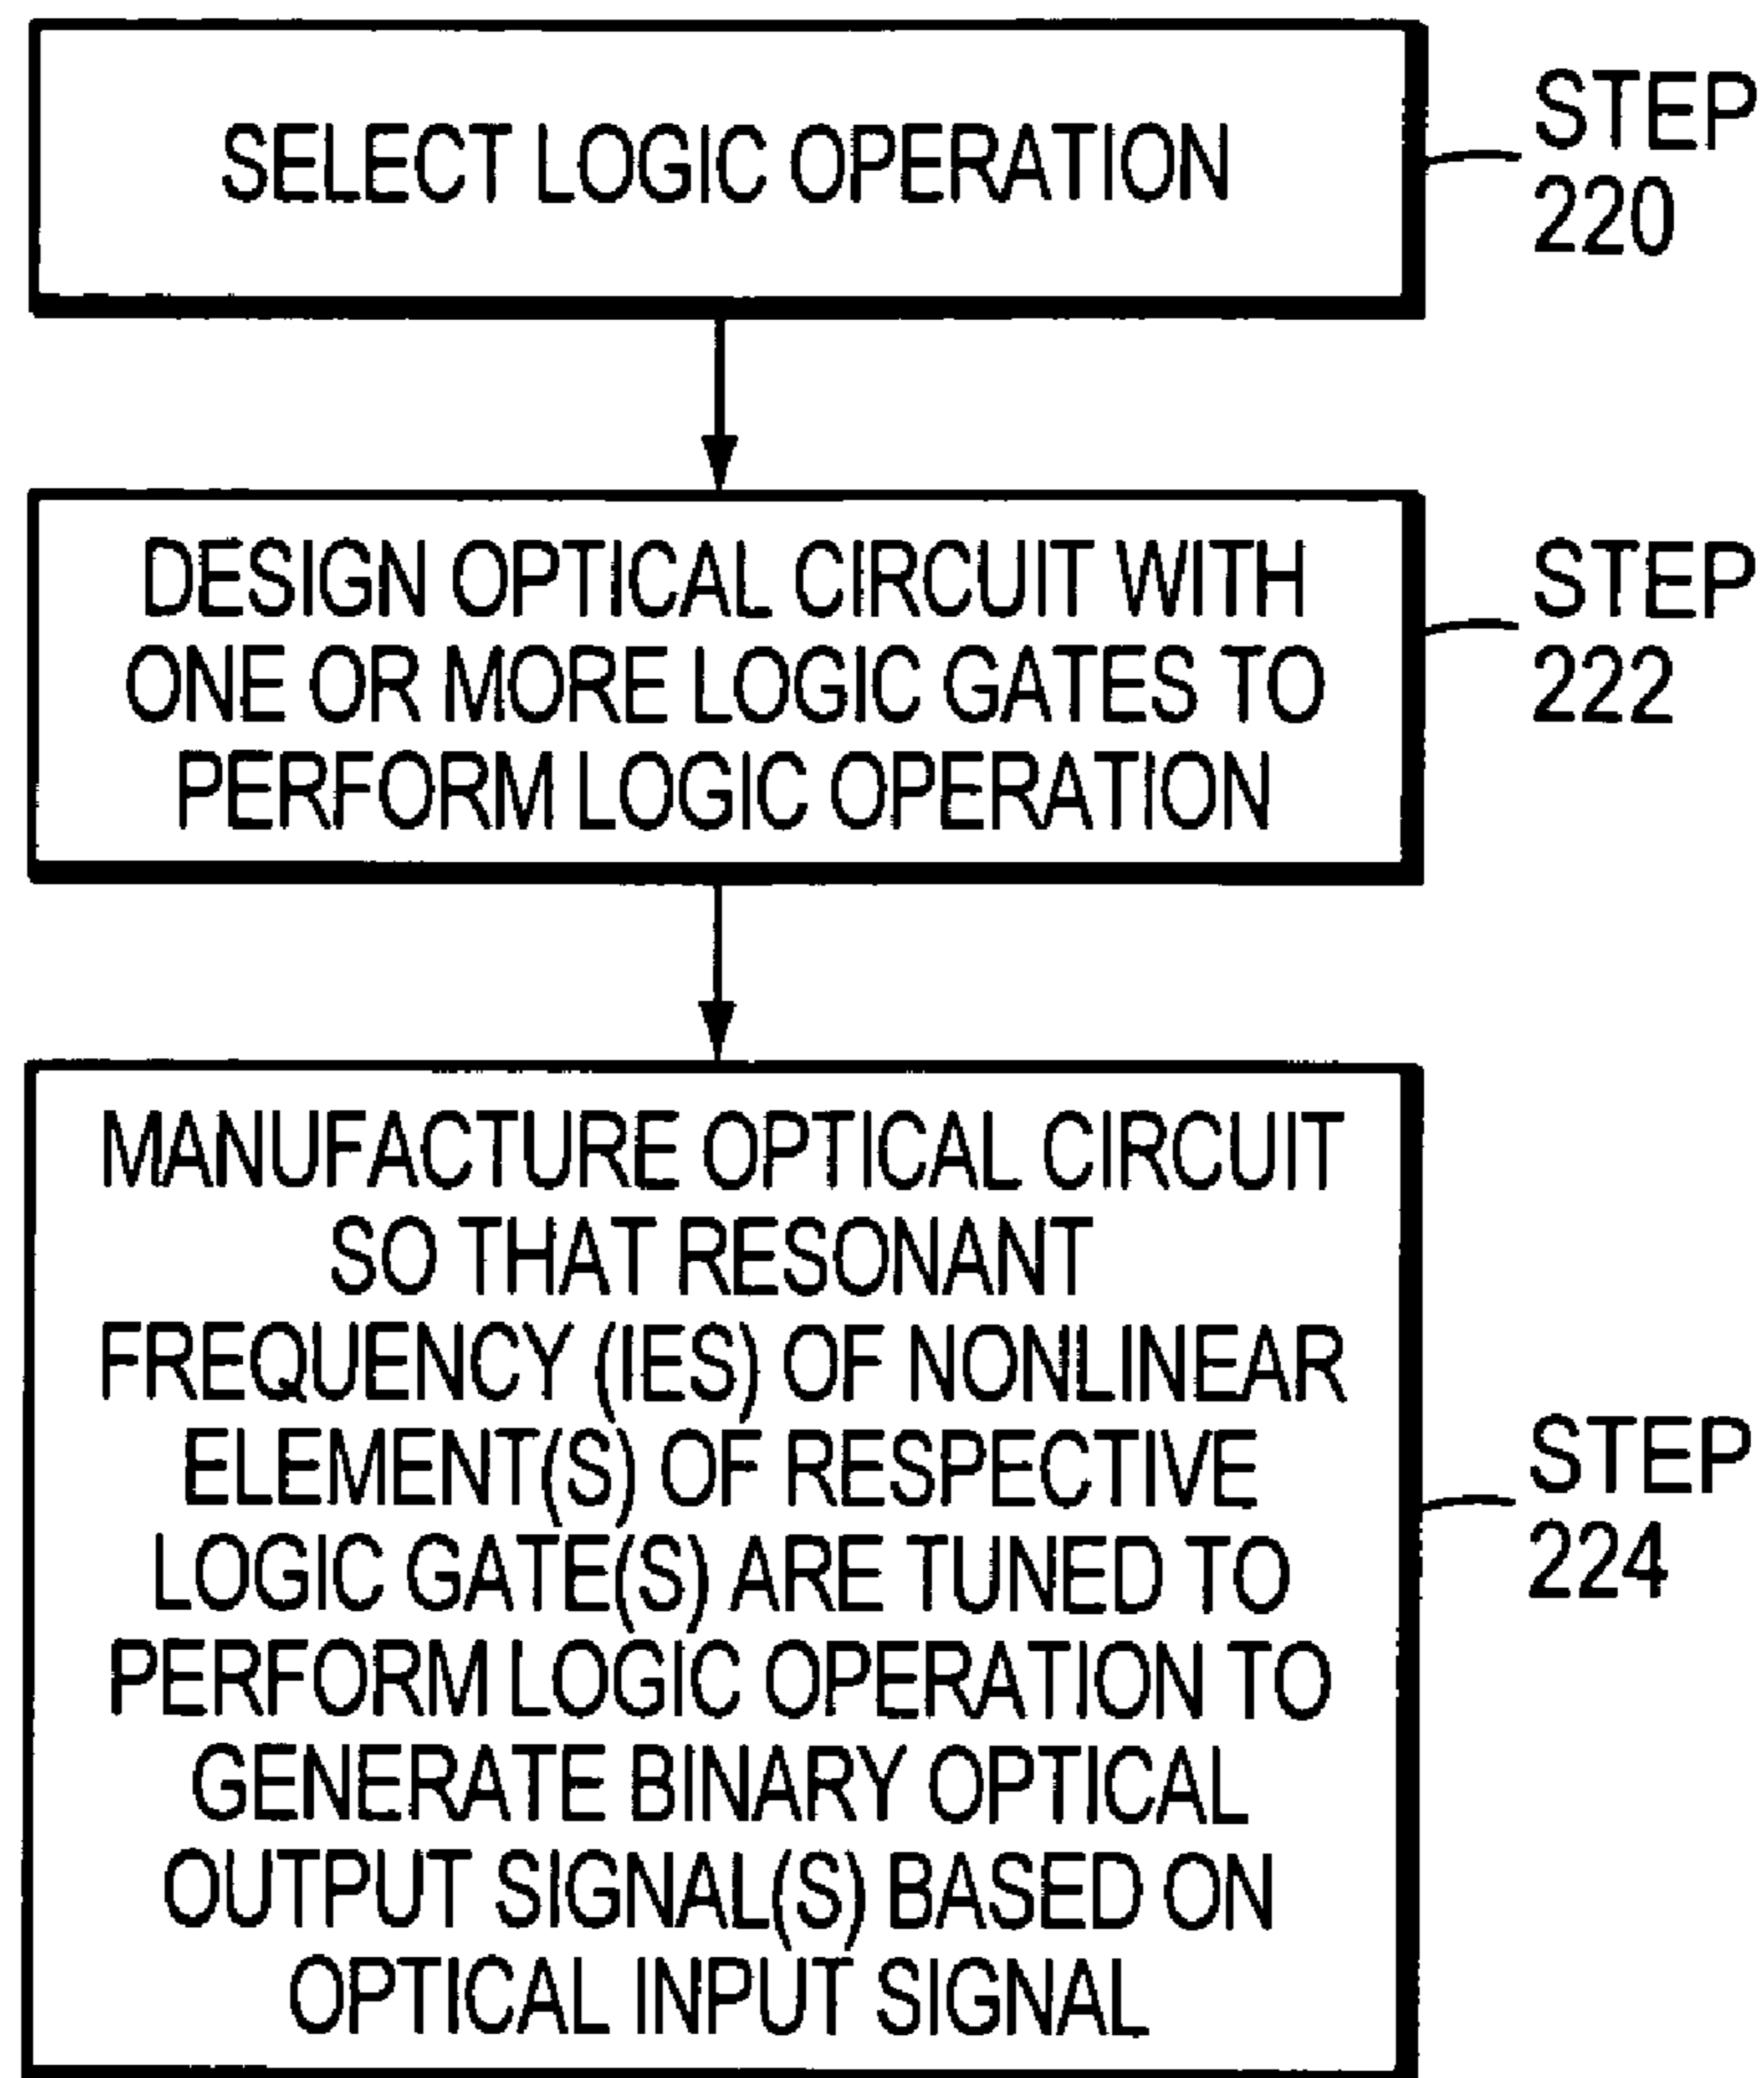 SELECT LOGIC OPERATION
STEP
220
DESIGN OPTICAL CIRCUIT WITH
ONE OR MORE LOGIC GATES TO
PERFORM LOGIC OPERATION
STEP
222
MANUFACTURE OPTICAL CIRCUIT
SO THAT RESONANT
FREQUENCY (IES) OF NONLINEAR
ELEMENT(S) OF RESPECTIVE
LOGIC GATE(S) ARE TUNED TO
PERFORM LOGIC OPERATION TO
GENERATE BINARY OPTICAL
OUTPUT SIGNAL(S) BASED ON
OPTICAL INPUT SIGNAL
STEP
224